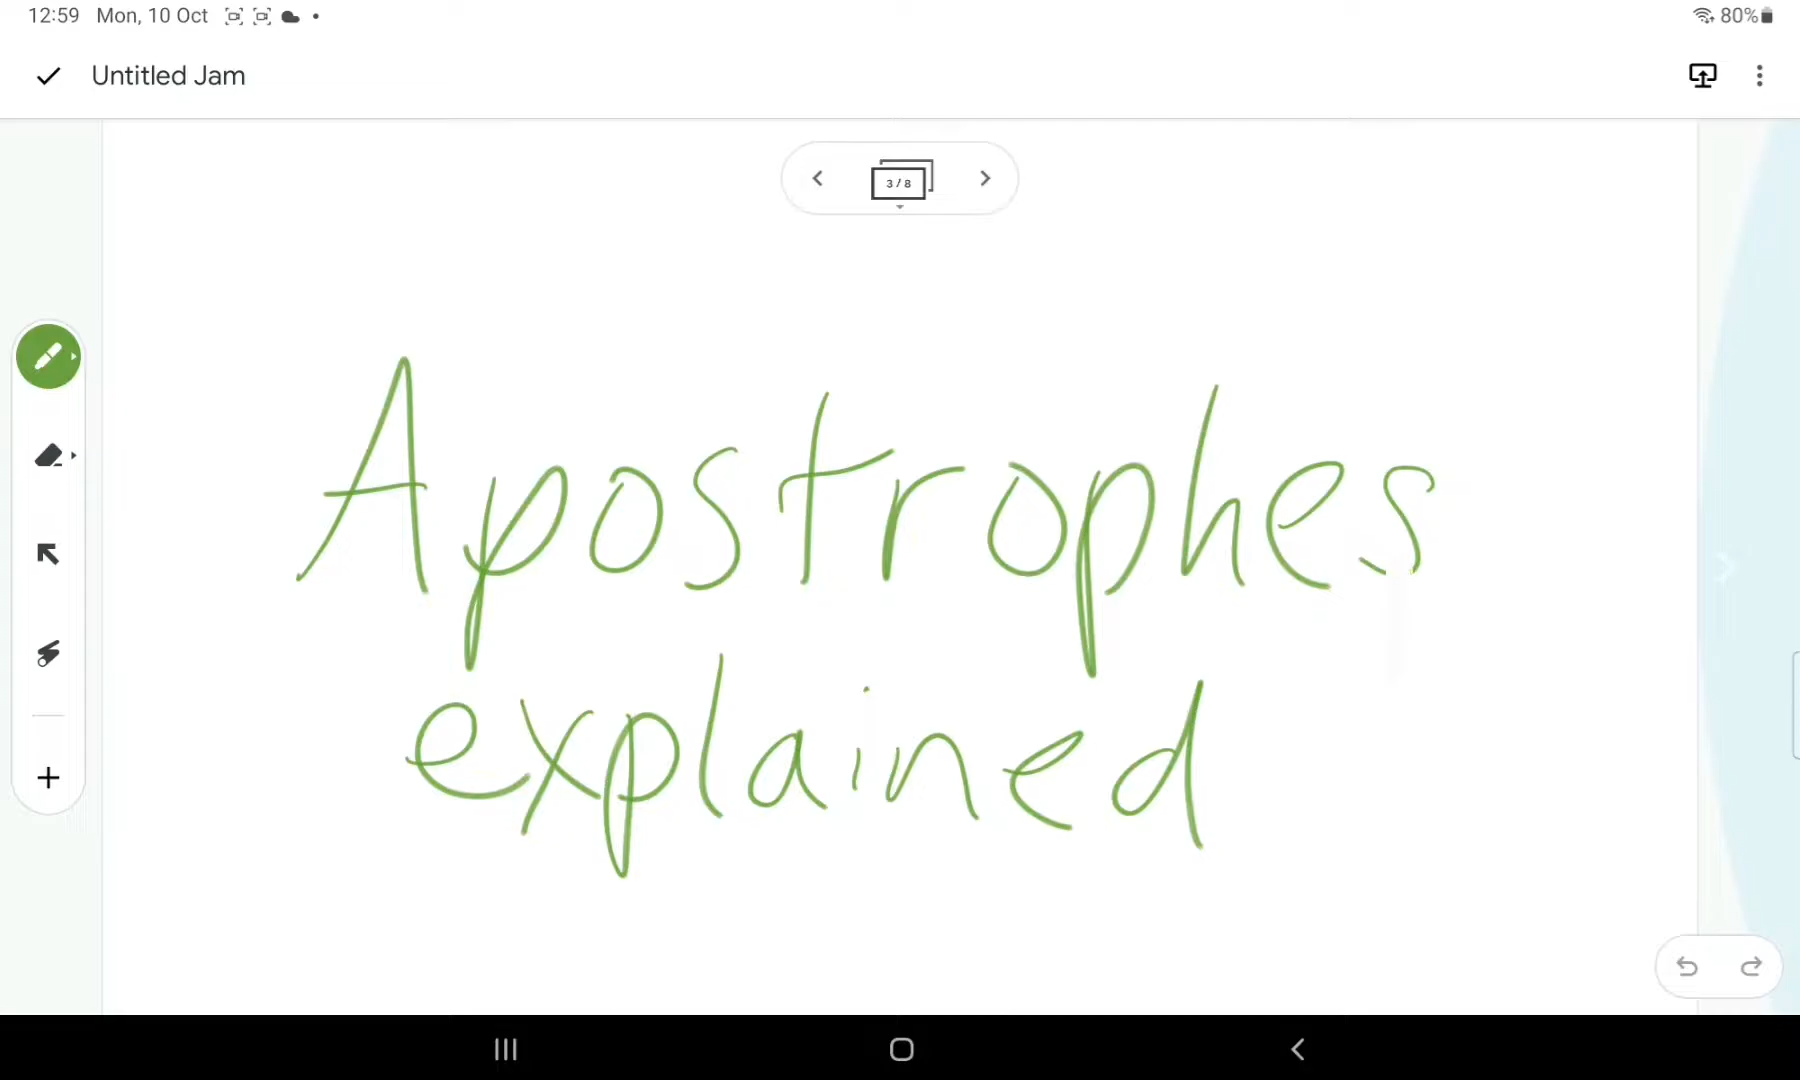 12:59 Mon, 10 Oct 80%
Untitled Jam
3 / 8
Apostrophes
explained